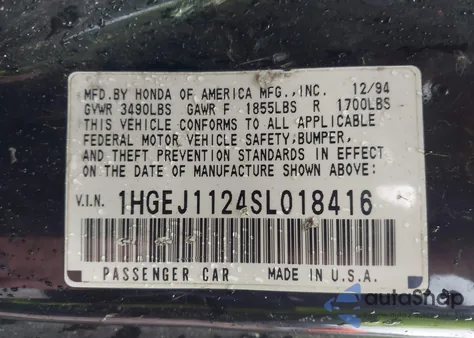 MFD.BY HONDA OF AMERICA MFG.,INC. 12/94
GVWR 3490LBS GAWR F 1855LBS R 1700LBS
THIS VEHICLE CONFORMS TO ALL APPLICABLE
FEDERAL MOTOR VEHICLE SAFETY,BUMPER,
AND THEFT PREVENTION STANDARDS IN EFFECT
ON THE DATE OF MANUFACTURE SHOWN ABOVE:
V.I.N. 1HGEJ1124SL018416
PASSENGER CAR MADE IN U.S.A.
autaShop